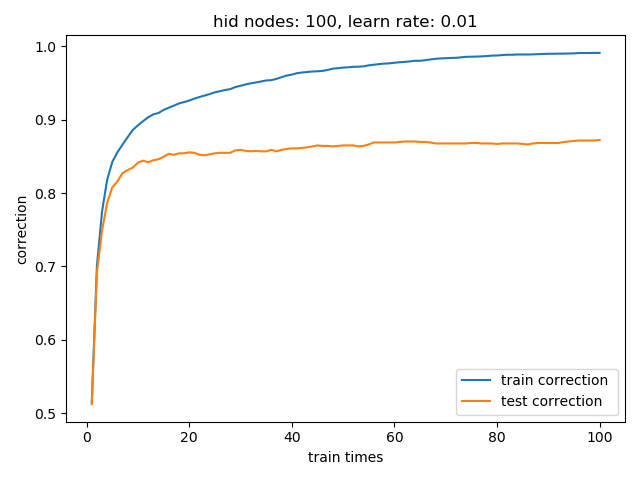 hid nodes: 100, learn rate: 0.01
correction
1.0
0.9
0.8
0.7
0.6
0.5
0
20
40
60
80
100
train times
train correction
test correction